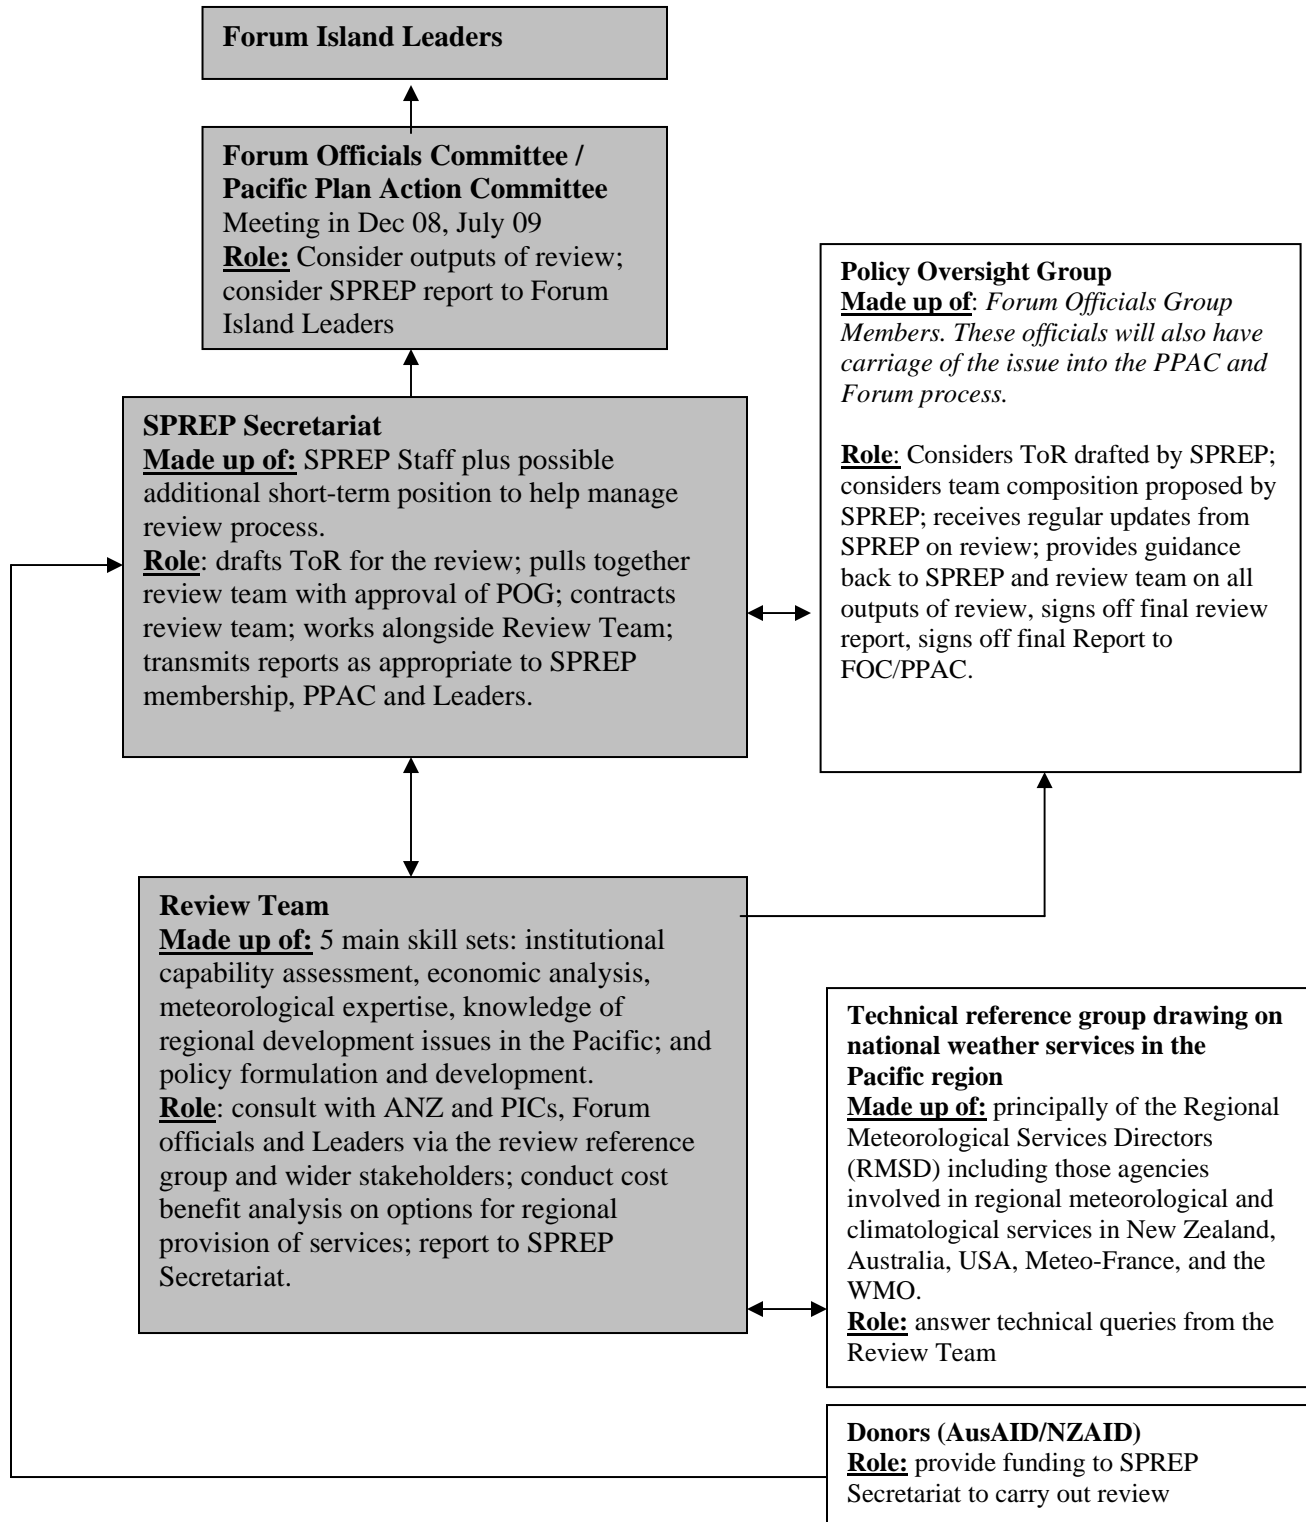 Forum Island Leaders
Forum Officials Committee /
Pacific Plan Action Committee
Meeting in Dec 08, July 09
Role: Consider outputs of review;
consider SPREP report to Forum
Island Leaders
Policy Oversight Group
Made up of: Forum Officials Group
Members. These officials will also have
carriage of the issue into the PPAC and
Forum process.
Role: Considers ToR drafted by SPREP;
considers team composition proposed by
SPREP; receives regular updates from
SPREP on review; provides guidance
back to SPREP and review team on all
outputs of review, signs off final review
report, signs off final Report to
FOC/PPAC.
SPREP Secretariat
Made up of: SPREP Staff plus possible
additional short-term position to help manage
review process.
Role: drafts ToR for the review; pulls together
review team with approval of POG; contracts
review team; works alongside Review Team;
transmits reports as appropriate to SPREP
membership, PPAC and Leaders.
Review Team
Made up of: 5 main skill sets: institutional
capability assessment, economic analysis,
meteorological expertise, knowledge of
regional development issues in the Pacific; and
policy formulation and development.
Role: consult with ANZ and PICs, Forum
officials and Leaders via the review reference
group and wider stakeholders; conduct cost
benefit analysis on options for regional
provision of services; report to SPREP
Secretariat.
Technical reference group drawing on
national weather services in the
Pacific region
Made up of: principally of the Regional
Meteorological Services Directors
(RMSD) including those agencies
involved in regional meteorological and
climatological services in New Zealand,
Australia, USA, Meteo-France, and the
WMO.
Role: answer technical queries from the
Review Team
Donors (AusAID/NZAID)
Role: provide funding to SPREP
Secretariat to carry out review